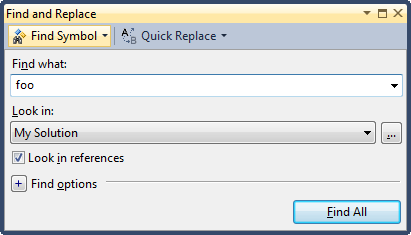 Find and Replace
Find Symbol Quick Replace
Find what:
foo
Look in:
My Solution ...
Look in references
Find options
Find All